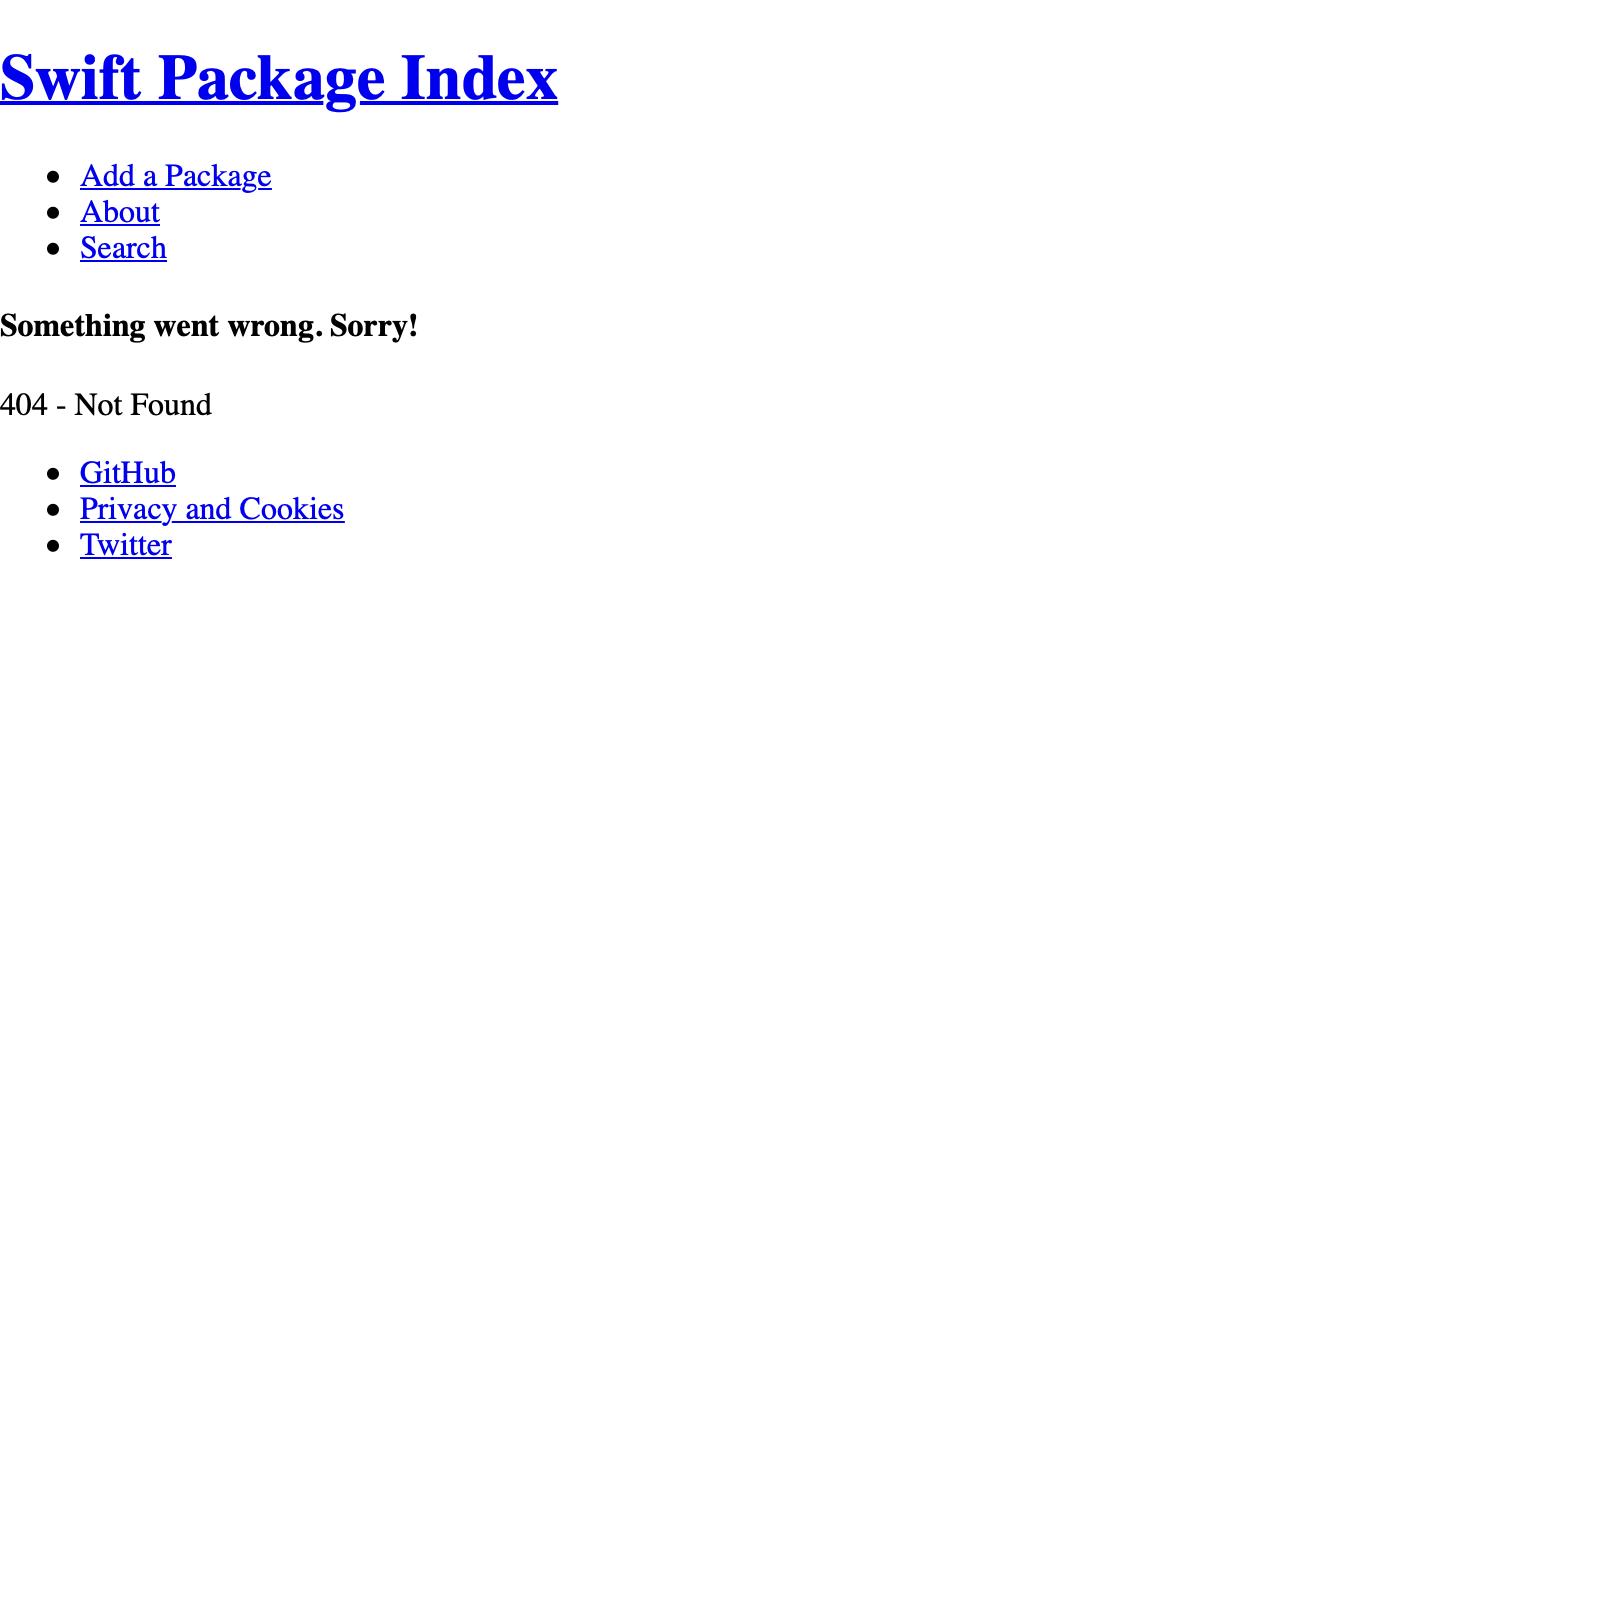 Swift Package Index
Add a Package
About
Search
Something went wrong. Sorry!
404 - Not Found
GitHub
Privacy and Cookies
Twitter